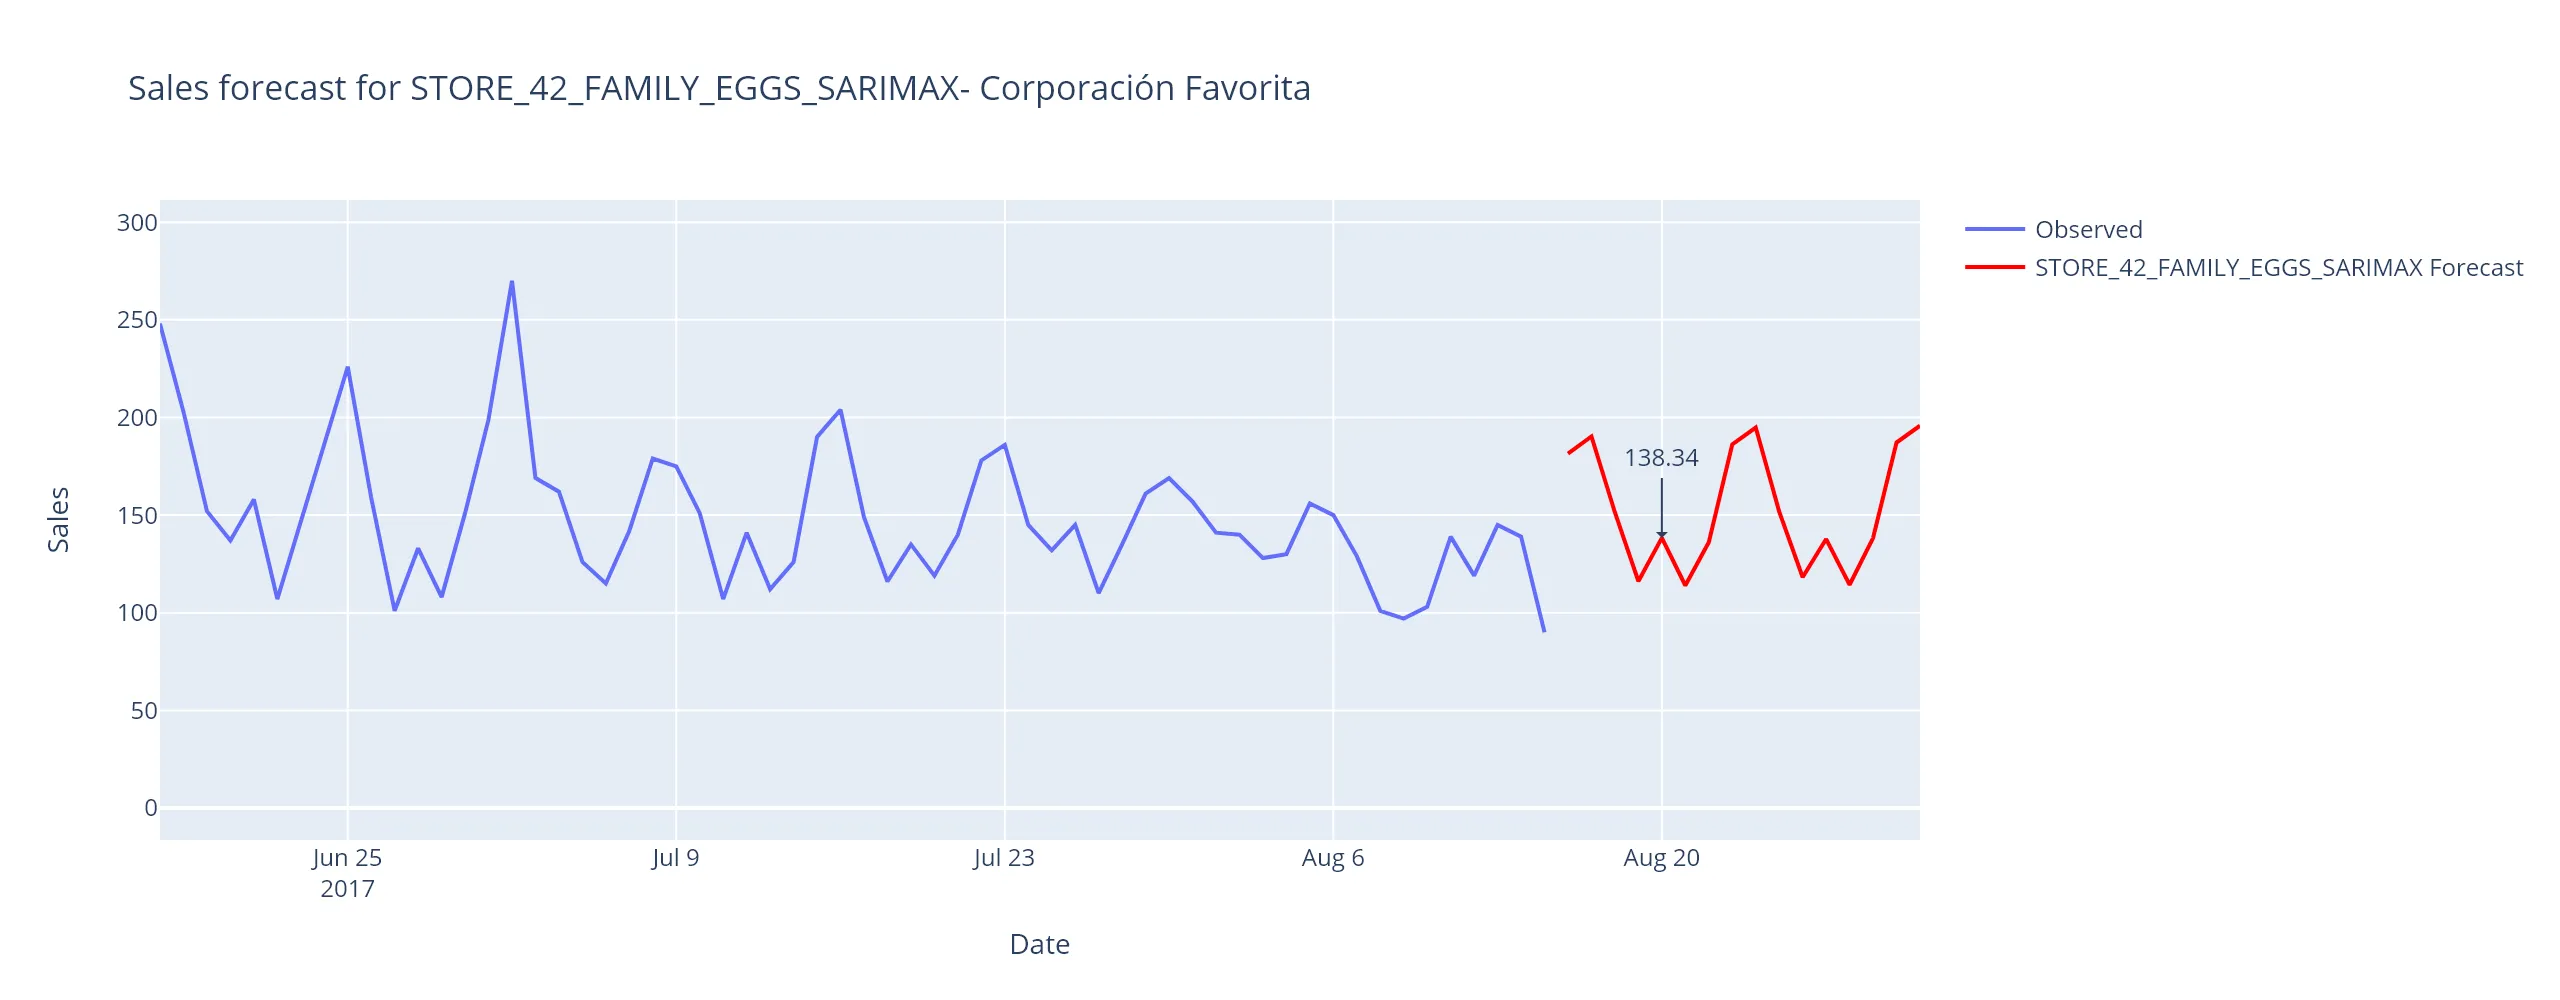 Sales forecast for STORE_42_FAMILY_EGGS_SARIMAX- Corporación Favorita
Observed
STORE_42_FAMILY_EGGS_SARIMAX Forecast
300
250
200
150
100
50
0
Sales
138.34
Jun 25
2017
Jul 9
Jul 23
Aug 6
Aug 20
Date